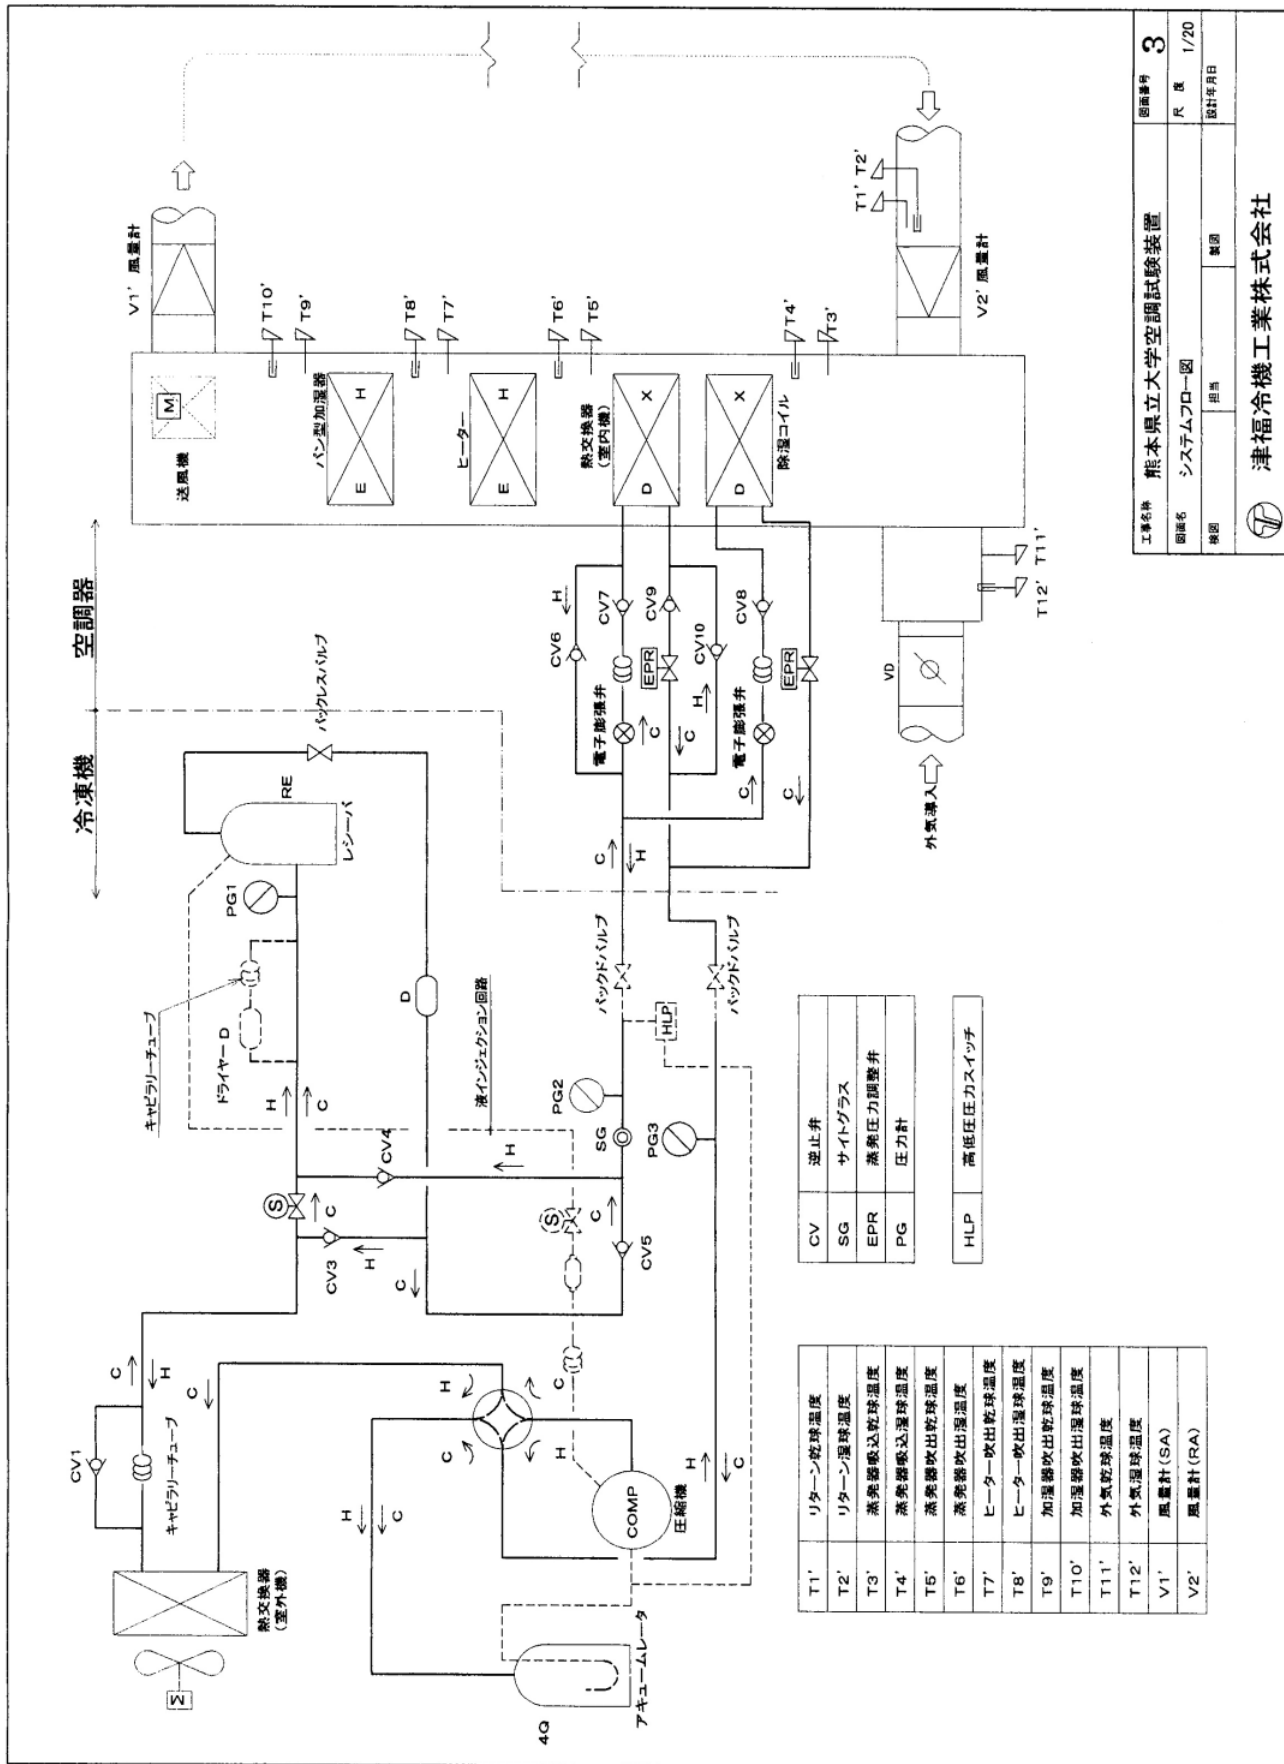 冷凍機
空調器
熱交換器
(室外機)
M
CV1
キャピラリーチューブ
C
H
C
CV3
H
C
S
C
CV4
H
H
C
キャピラリーチューブ
ドライヤー D
PG1
レシーバ
RE
バックレスバルブ
D
液インジェクション回路
4Q
アキュームレータ
H
C
C
H
H
C
COMP
圧縮機
H
C
S
C
CV5
SG
PG2
PG3
HLP
バックドバルブ
バックドバルブ
C
H
CV6
H
電子膨張弁
C
CV7
EPR
CV9
C
H
CV10
電子膨張弁
C
CV8
EPR
C
送風機
M
V1' 風量計
T10'
T9'
パン型加湿器
E
H
T8'
T7'
ヒーター
E
H
T6'
T5'
熱交換器
(室内機)
D
X
除湿コイル
D
X
T4'
T3'
V2' 風量計
T1'
T2'
外気導入
VD
T12'
T11'
T1' リターン乾球温度
T2' リターン湿球温度
T3' 蒸発器吸込乾球温度
T4' 蒸発器吸込湿球温度
T5' 蒸発器吹出乾球温度
T6' 蒸発器吹出湿温度
T7' ヒーター吹出乾球温度
T8' ヒーター吹出湿球温度
T9' 加湿器吹出乾球温度
T10' 加湿器吹出湿球温度
T11' 外気乾球温度
T12' 外気湿球温度
V1' 風量計(SA)
V2' 風量計(RA)
CV 逆止弁
SG サイトグラス
EPR 蒸発圧力調整弁
PG 圧力計
HLP 高低圧圧力スイッチ
工事名称 熊本県立大学空調試験装置
図面番号 3
図面名 システムフロー図
尺度 1/20
検図 担当 製図 設計年月日
津福冷機工業株式会社